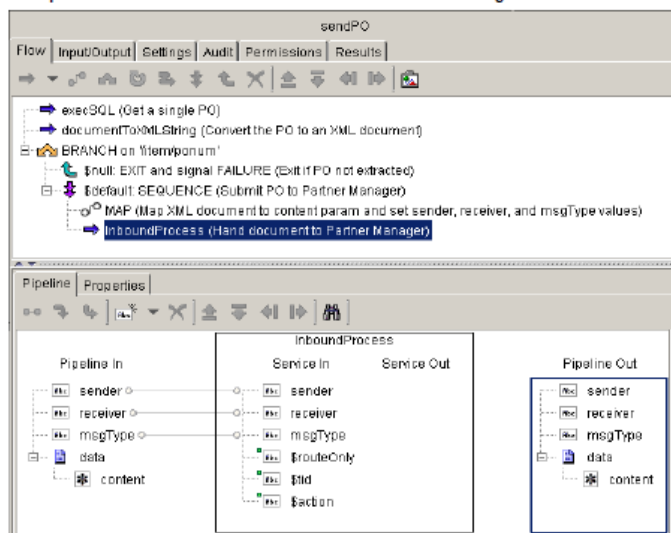 sendPO
Flow Input/Output Settings Audit Permissions Results
execSQL (Get a single PO)
documentToXMLString (Convert the PO to an XML document)
BRANCH on '/item/ponum'
$null: EXIT and signal FAILURE (Exit if PO not extracted)
$default: SEQUENCE (Submit PO to Partner Manager)
MAP (Map XML document to content param and set sender, receiver, and msgType values)
InboundProcess (Hand document to Partner Manager)
Pipeline Properties
InboundProcess
Pipeline In Service In Service Out Pipeline Out
sender sender sender
receiver receiver receiver
msgType msgType msgType
data $routeOnly data
content $tid content
$action